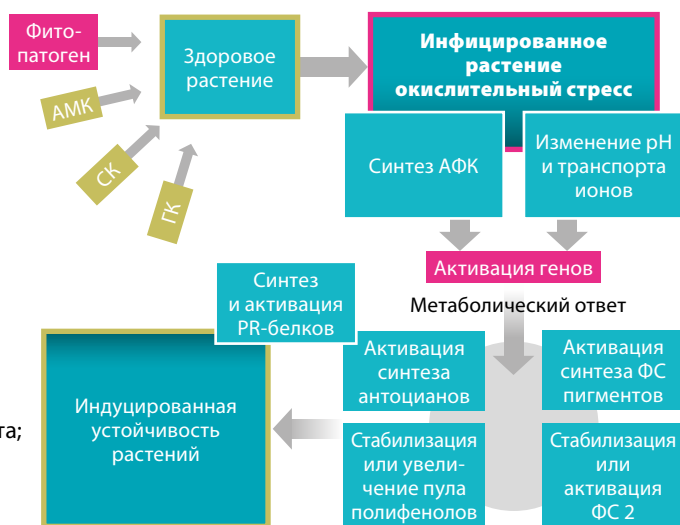 Фито-
патоген
АМК
СК
ГК
Здоровое
растение
Инфицированное
растение
окислительный стресс
Синтез АФК
Изменение pH
и транспорта
ионов
Активация генов
Метаболический ответ
Синтез
и активация
PR-белков
Активация
синтеза
антоцианов
Активация
синтеза ФС
пигментов
Стабилизация
или увели-
чение пула
полифенолов
Стабилизация
или
активация
ФС 2
Индуцированная
устойчивость
растений
та;